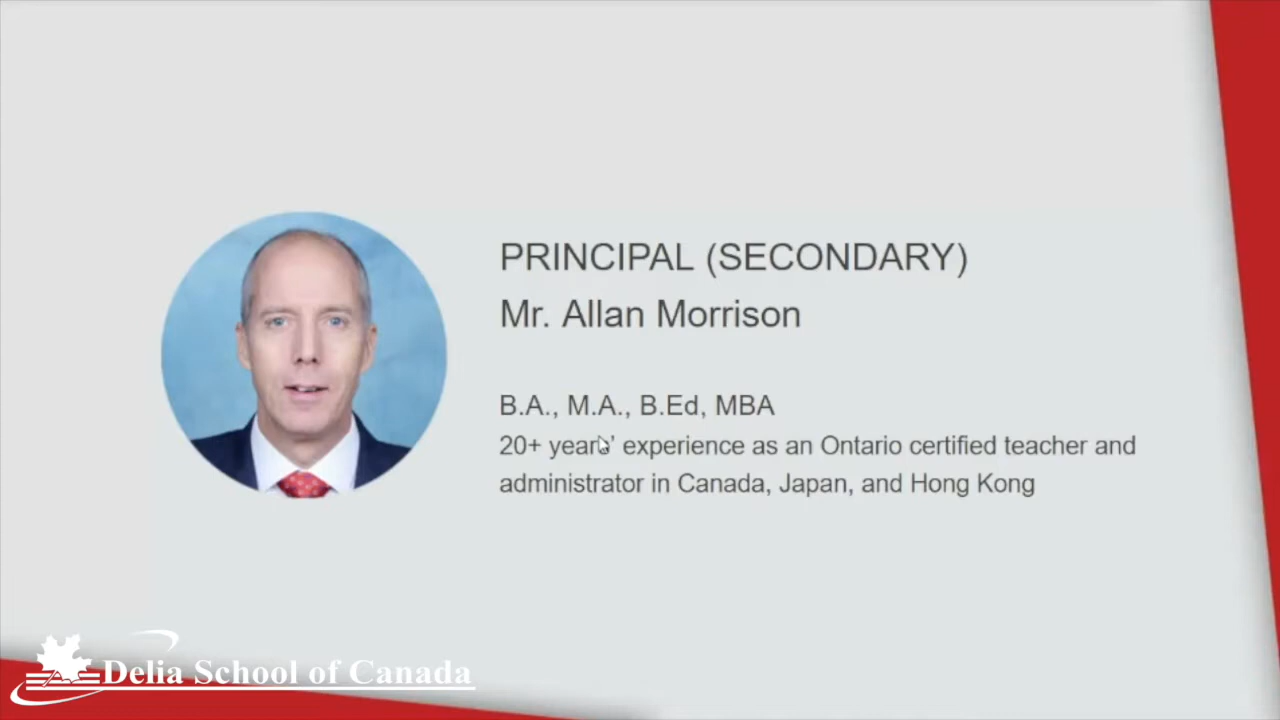 PRINCIPAL (SECONDARY)
Mr. Allan Morrison
B.A., M.A., B.Ed, MBA
20+ years’ experience as an Ontario certified teacher and
administrator in Canada, Japan, and Hong Kong
Delia School of Canada